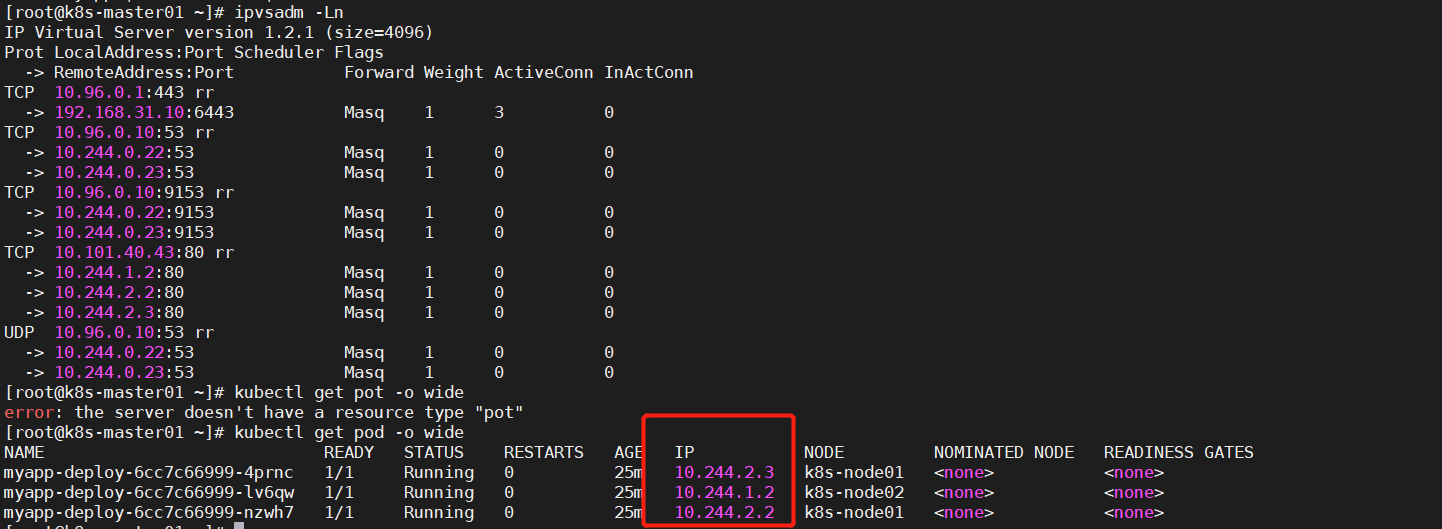 [root@k8s-master01 ~]# ipvsadm -Ln
IP Virtual Server version 1.2.1 (size=4096)
Prot LocalAddress:Port Scheduler Flags
  -> RemoteAddress:Port           Forward Weight ActiveConn InActConn
TCP  10.96.0.1:443 rr
  -> 192.168.31.10:6443           Masq    1      3          0
TCP  10.96.0.10:53 rr
  -> 10.244.0.22:53               Masq    1      0          0
  -> 10.244.0.23:53               Masq    1      0          0
TCP  10.96.0.10:9153 rr
  -> 10.244.0.22:9153             Masq    1      0          0
  -> 10.244.0.23:9153             Masq    1      0          0
TCP  10.101.40.43:80 rr
  -> 10.244.1.2:80                Masq    1      0          0
  -> 10.244.2.2:80                Masq    1      0          0
  -> 10.244.2.3:80                Masq    1      0          0
UDP  10.96.0.10:53 rr
  -> 10.244.0.22:53               Masq    1      0          0
  -> 10.244.0.23:53               Masq    1      0          0
[root@k8s-master01 ~]# kubectl get pot -o wide
error: the server doesn't have a resource type "pot"
[root@k8s-master01 ~]# kubectl get pod -o wide
NAME                            READY   STATUS    RESTARTS   AGE   IP           NODE         NOMINATED NODE   READINESS GATES
myapp-deploy-6cc7c66999-4prnc   1/1     Running   0          25m   10.244.2.3   k8s-node01   <none>           <none>
myapp-deploy-6cc7c66999-lv6qw   1/1     Running   0          25m   10.244.1.2   k8s-node02   <none>           <none>
myapp-deploy-6cc7c66999-nzwh7   1/1     Running   0          25m   10.244.2.2   k8s-node01   <none>           <none>